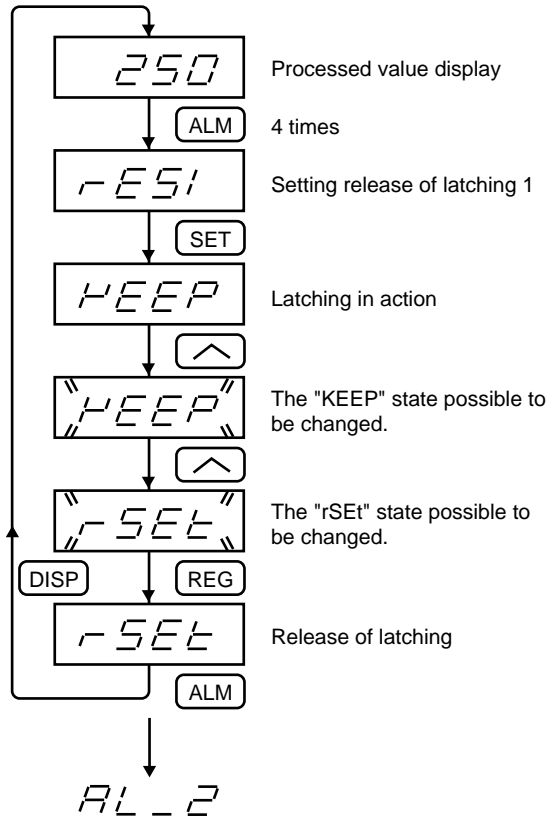 250
Processed value display
ALM
4 times
rES1
Setting release of latching 1
SET
KEEP
Latching in action
KEEP
The "KEEP" state possible to
be changed.
rSEt
The "rSEt" state possible to
be changed.
DISP
REG
rSEt
Release of latching
ALM
AL_2